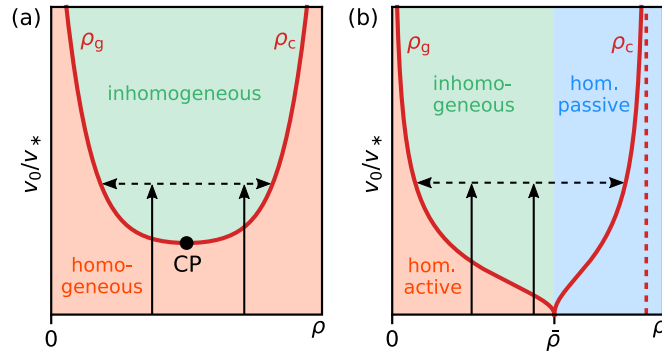 (a)
ρg
ρc
inhomogeneous
v0/v*
homo-
geneous
CP
0
ρ
(b)
ρg
ρc
inhomo-
geneous
hom.
passive
v0/v*
hom.
active
0
ρ̄
ρ